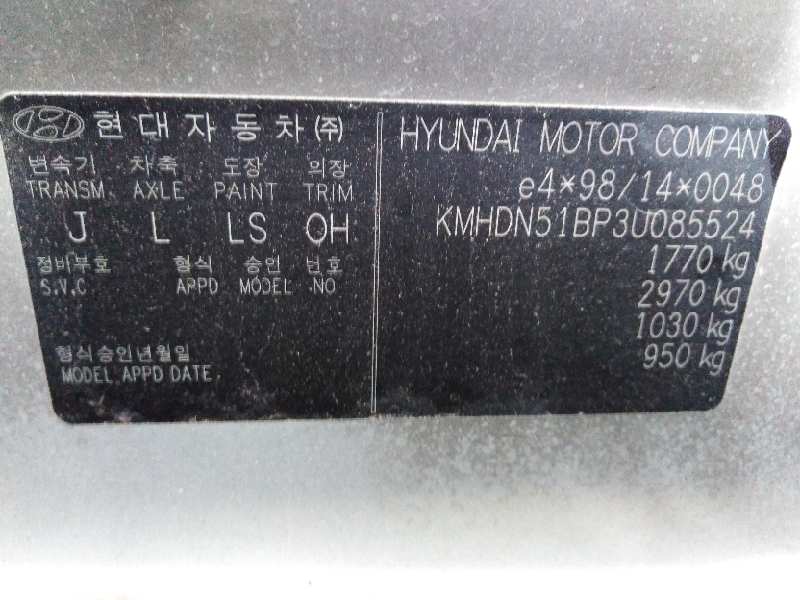 현대자동차 (주)
변속기 차축 도장 의장
TRANSM. AXLE PAINT TRIM
J L LS OH
정비부호 형식 승인 번호
S.V.C APPD MODEL NO
형식승인년월일
MODEL APPD DATE
HYUNDAI MOTOR COMPANY
e4*98/14*0048
KMHDN51BP3U085524
1770 kg
2970 kg
1030 kg
950 kg